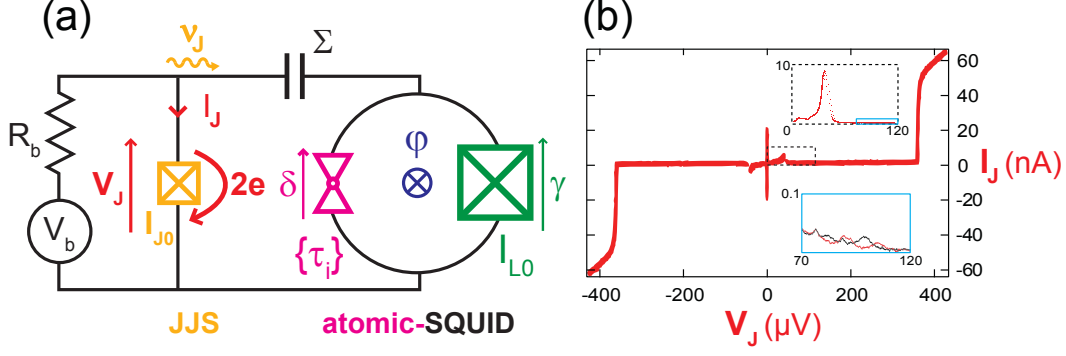 (a)
ν_J
Σ
I_J
R_b
V_J
2e
δ
φ
γ
V_b
I_J0
{τ_i}
I_L0
JJS
atomic-SQUID
(b)
10
0
120
0.1
70
120
60
40
20
0
-20
-40
-60
I_J (nA)
-400
-200
0
200
400
V_J (μV)